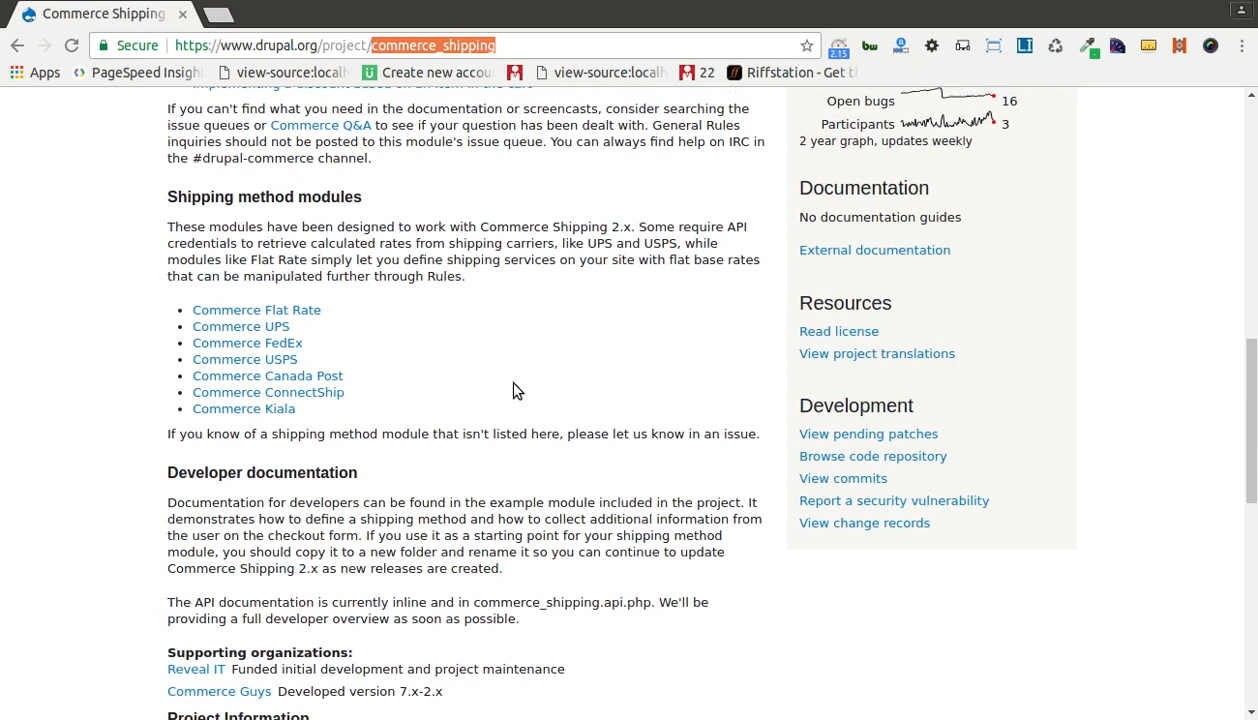 Commerce Shipping
Secure https://www.drupal.org/project/commerce_shipping
2.15
bw
LI
Apps PageSpeed Insigh view-source:local Create new accou view-source:local 22 Riffstation - Get t
Implementing a discount based on an item in the cart
If you can't find what you need in the documentation or screencasts, consider searching the
issue queues or Commerce Q&A to see if your question has been dealt with. General Rules
inquiries should not be posted to this module's issue queue. You can always find help on IRC in
the #drupal-commerce channel.
Shipping method modules
These modules have been designed to work with Commerce Shipping 2.x. Some require API
credentials to retrieve calculated rates from shipping carriers, like UPS and USPS, while
modules like Flat Rate simply let you define shipping services on your site with flat base rates
that can be manipulated further through Rules.
Commerce Flat Rate
Commerce UPS
Commerce FedEx
Commerce USPS
Commerce Canada Post
Commerce ConnectShip
Commerce Kiala
If you know of a shipping method module that isn't listed here, please let us know in an issue.
Developer documentation
Documentation for developers can be found in the example module included in the project. It
demonstrates how to define a shipping method and how to collect additional information from
the user on the checkout form. If you use it as a starting point for your shipping method
module, you should copy it to a new folder and rename it so you can continue to update
Commerce Shipping 2.x as new releases are created.
The API documentation is currently inline and in commerce_shipping.api.php. We'll be
providing a full developer overview as soon as possible.
Supporting organizations:
Reveal IT Funded initial development and project maintenance
Commerce Guys Developed version 7.x-2.x
Project Information
Open bugs 16
Participants 3
2 year graph, updates weekly
Documentation
No documentation guides
External documentation
Resources
Read license
View project translations
Development
View pending patches
Browse code repository
View commits
Report a security vulnerability
View change records